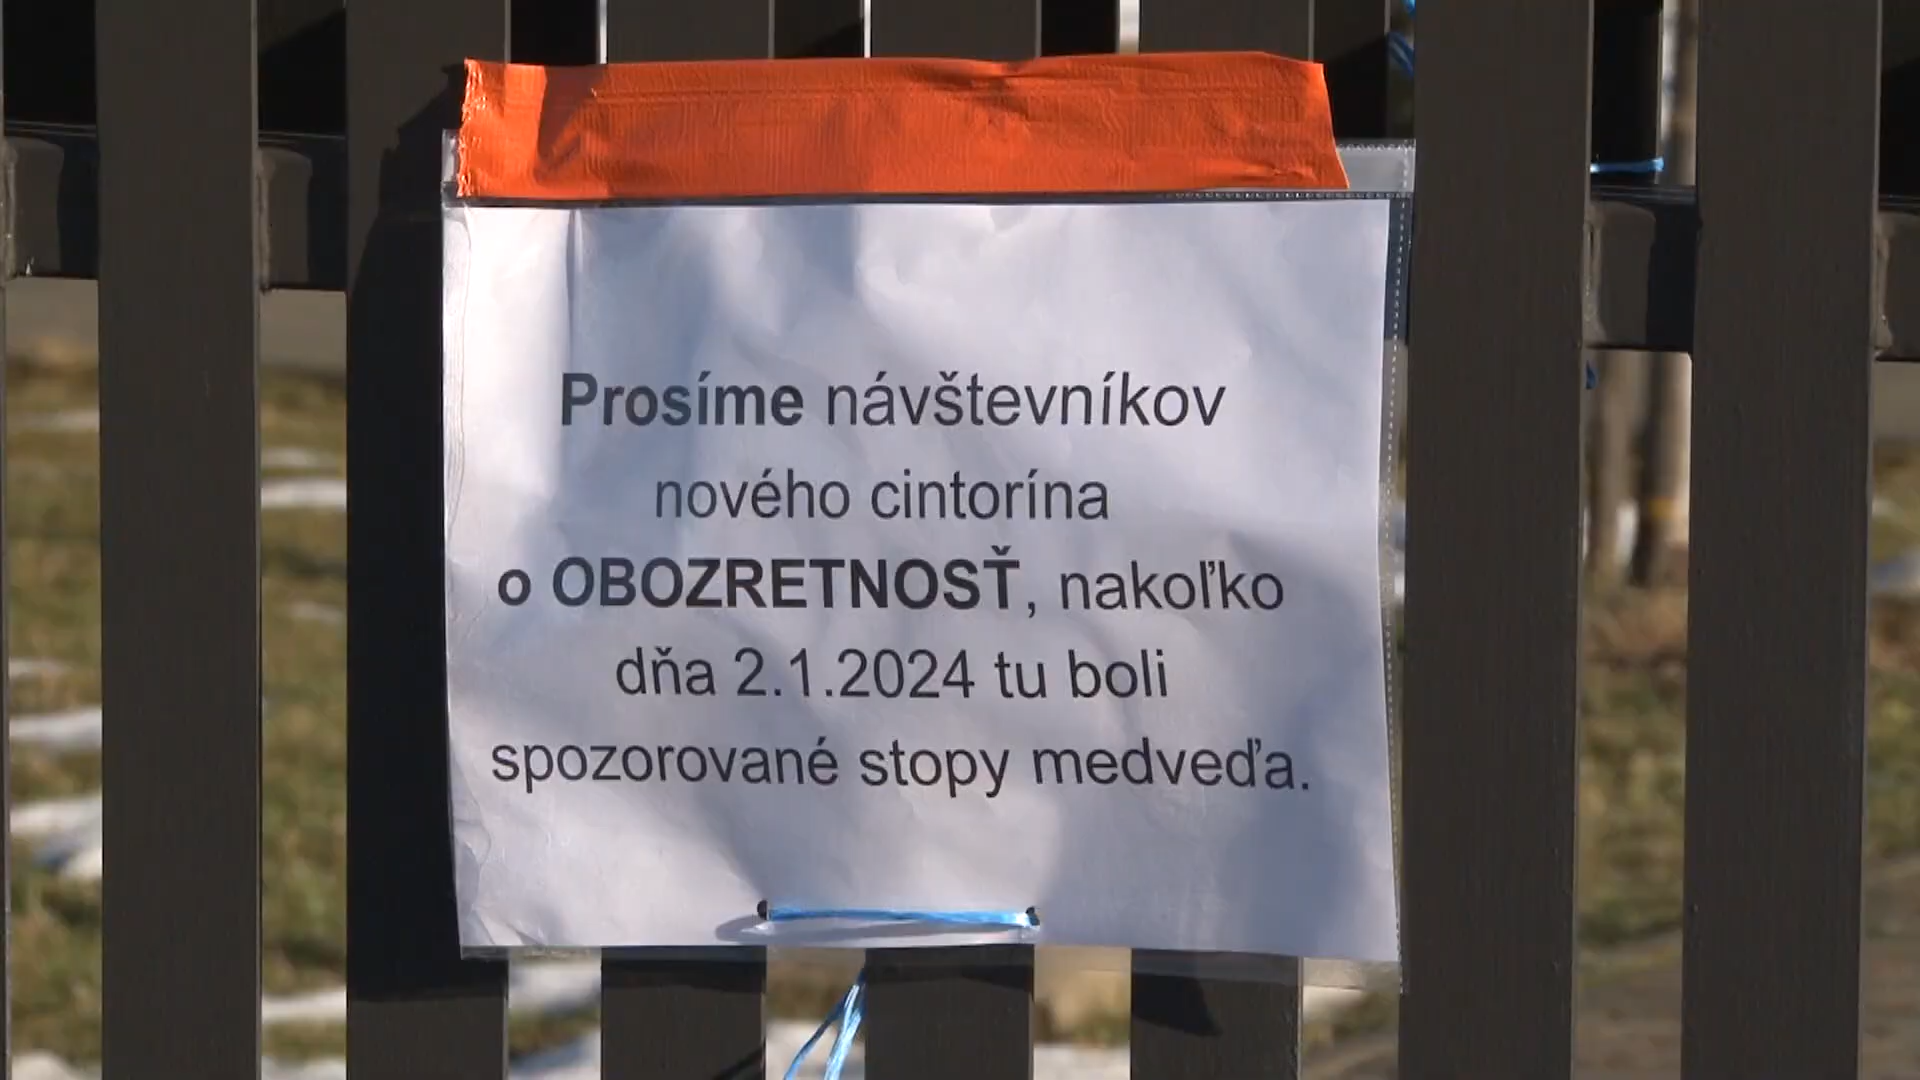 Prosíme návštevníkov
nového cintorína
o OBOZRETNOSŤ, nakoľko
dňa 2.1.2024 tu boli
spozorované stopy medveďa.